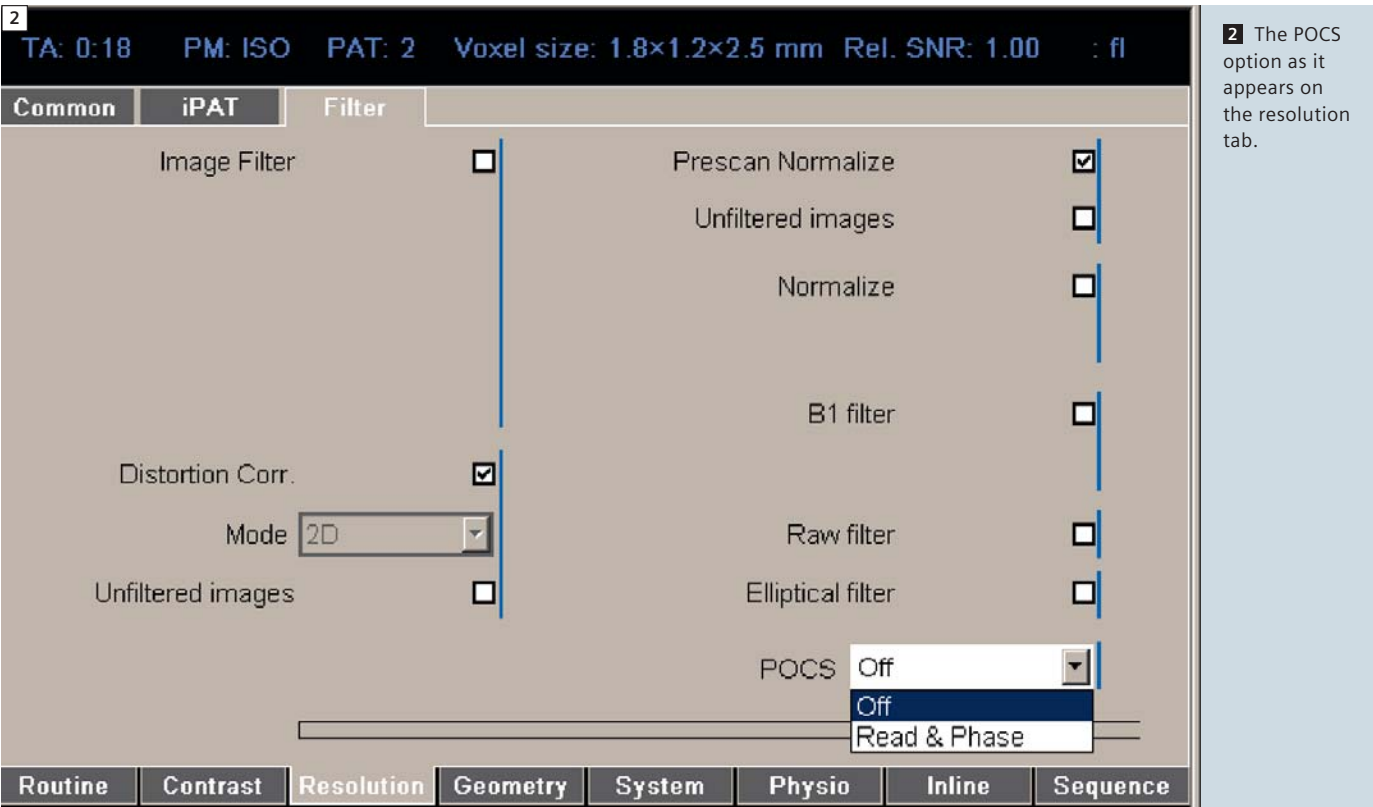 2
TA: 0:18 PM: ISO PAT: 2 Voxel size: 1.8×1.2×2.5 mm Rel. SNR: 1.00 : fl
Common iPAT Filter
Image Filter
Distortion Corr.
Mode 2D
Unfiltered images
Prescan Normalize
Unfiltered images
Normalize
B1 filter
Raw filter
Elliptical filter
POCS Off
Off
Read & Phase
Routine Contrast Resolution Geometry System Physio Inline Sequence
2 The POCS
option as it
appears on
the resolution
tab.